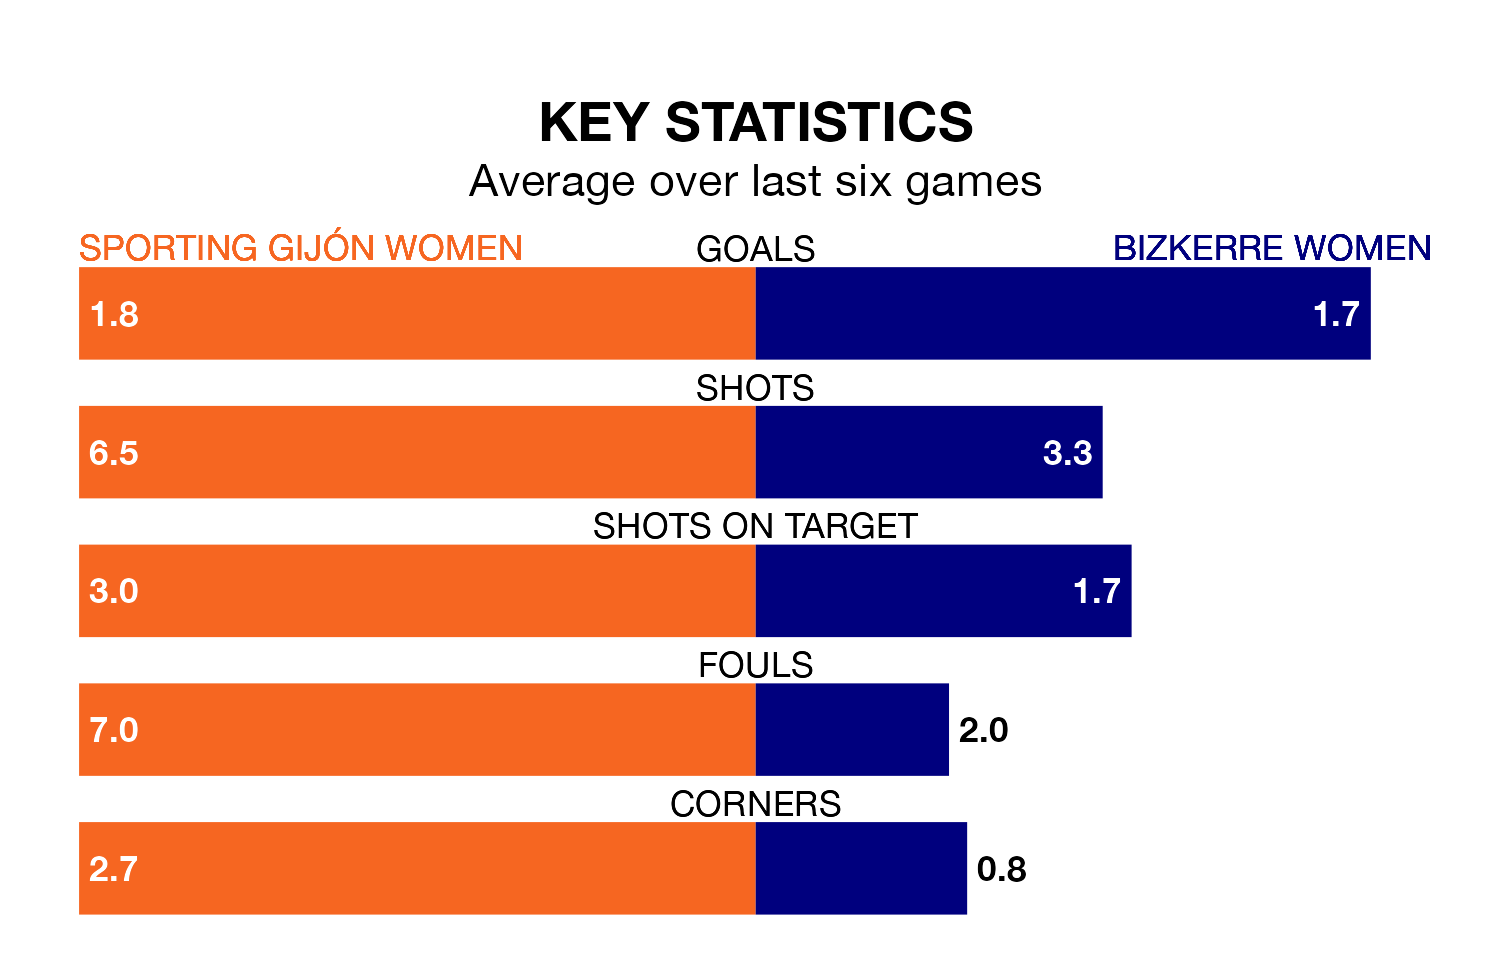 KEY STATISTICS
Average over last six games
SPORTING GIJÓN WOMEN GOALS BIZKERRE WOMEN
1.8 1.7
SHOTS
6.5 3.3
SHOTS ON TARGET
3.0 1.7
FOULS
7.0 2.0
CORNERS
2.7 0.8